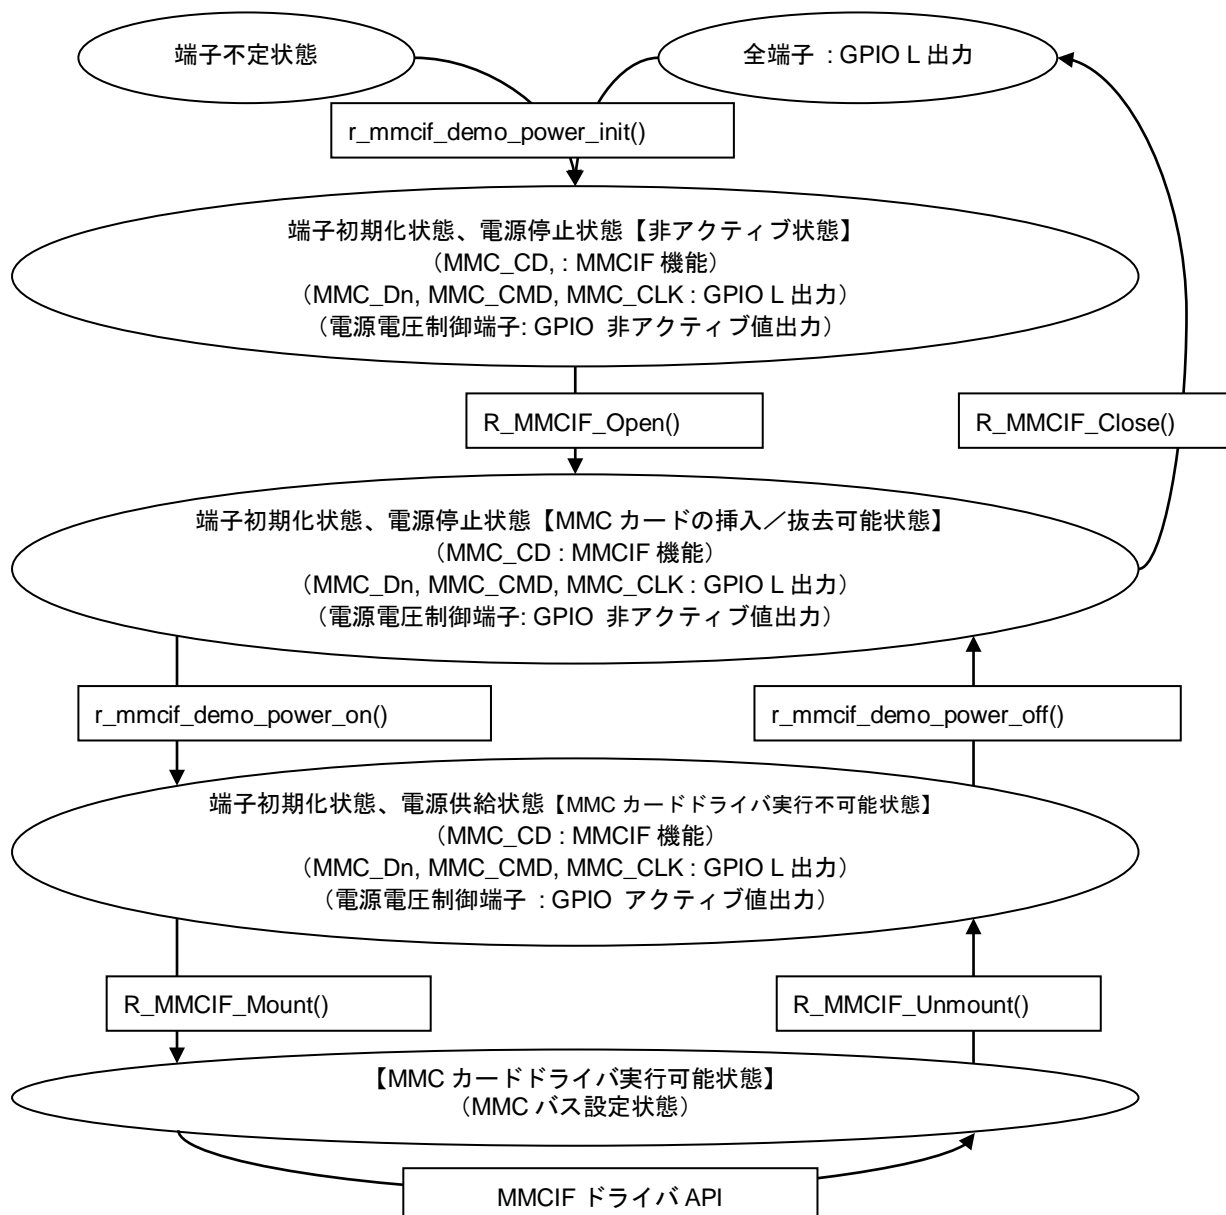 端子不定状態
全端子 : GPIO L 出力
r_mmcif_demo_power_init()
端子初期化状態、電源停止状態【非アクティブ状態】
（MMC_CD, : MMCIF 機能）
（MMC_Dn, MMC_CMD, MMC_CLK : GPIO L 出力）
（電源電圧制御端子: GPIO 非アクティブ値出力）
R_MMCIF_Open()
R_MMCIF_Close()
端子初期化状態、電源停止状態【MMC カードの挿入／抜去可能状態】
（MMC_CD : MMCIF 機能）
（MMC_Dn, MMC_CMD, MMC_CLK : GPIO L 出力）
（電源電圧制御端子: GPIO 非アクティブ値出力）
r_mmcif_demo_power_on()
r_mmcif_demo_power_off()
端子初期化状態、電源供給状態【MMC カードドライバ実行不可能状態】
（MMC_CD : MMCIF 機能）
（MMC_Dn, MMC_CMD, MMC_CLK : GPIO L 出力）
（電源電圧制御端子 : GPIO アクティブ値出力）
R_MMCIF_Mount()
R_MMCIF_Unmount()
【MMC カードドライバ実行可能状態】
（MMC バス設定状態）
MMCIF ドライバ API